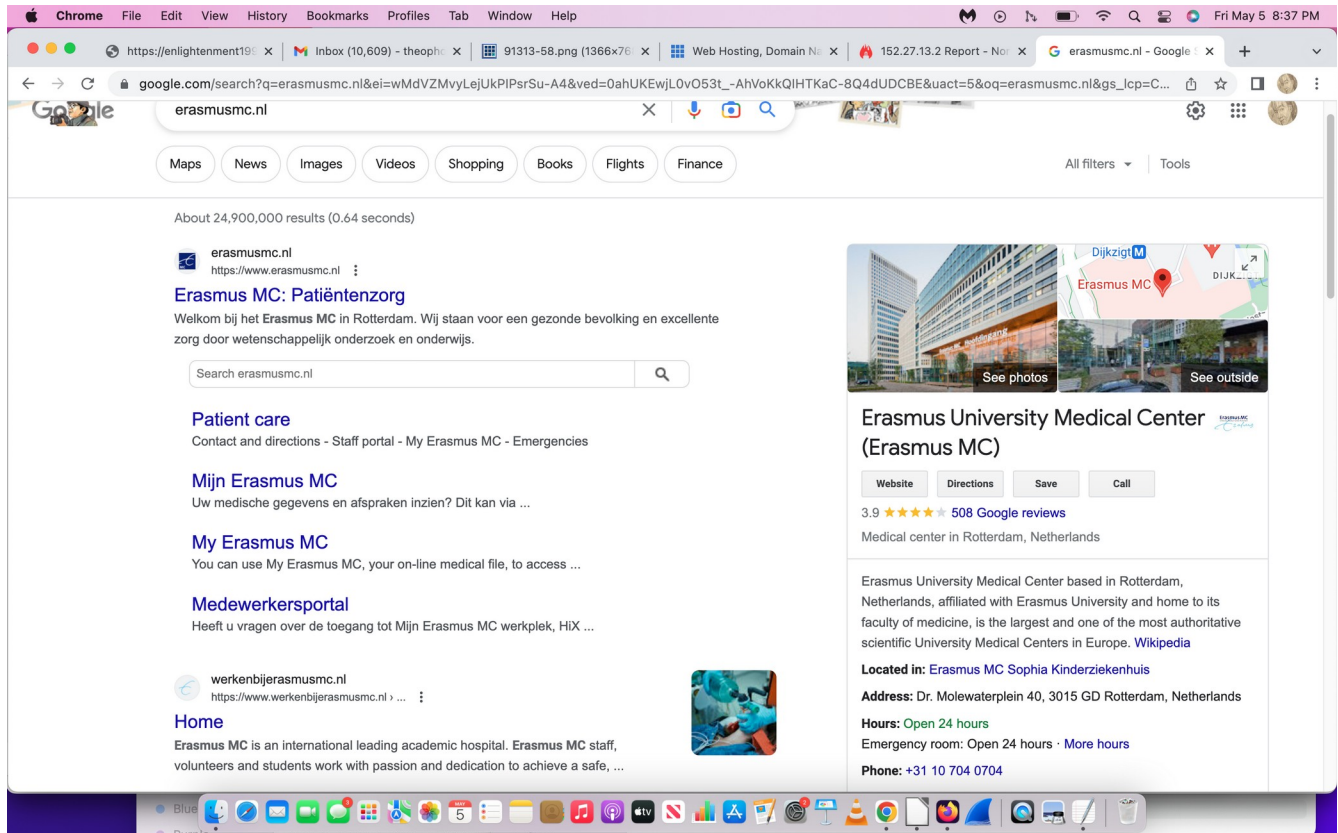 Chrome File Edit View History Bookmarks Profiles Tab Window Help Fri May 5 8:37 PM
https://enlightenment199 Inbox (10,609) - theopho 91313-58.png (1366×76 Web Hosting, Domain Na 152.27.13.2 Report - Nor erasmusmc.nl - Google S
google.com/search?q=erasmusmc.nl&ei=wMdVZMvyLejUkPIPsrSu-A4&ved=0ahUKEwjL0vO53t_-AhVoKkQIHTKaC-8Q4dUDCBE&uact=5&oq=erasmusmc.nl&gs_lcp=C...
erasmusmc.nl
Maps News Images Videos Shopping Books Flights Finance All filters Tools
About 24,900,000 results (0.64 seconds)
erasmusmc.nl
https://www.erasmusmc.nl
Erasmus MC: Patiëntenzorg
Welkom bij het Erasmus MC in Rotterdam. Wij staan voor een gezonde bevolking en excellente
zorg door wetenschappelijk onderzoek en onderwijs.
Search erasmusmc.nl
Patient care
Contact and directions - Staff portal - My Erasmus MC - Emergencies
Mijn Erasmus MC
Uw medische gegevens en afspraken inzien? Dit kan via ...
My Erasmus MC
You can use My Erasmus MC, your on-line medical file, to access ...
Medewerkersportal
Heeft u vragen over de toegang tot Mijn Erasmus MC werkplek, HiX ...
werkenbijerasmusmc.nl
https://www.werkenbijerasmusmc.nl › ...
Home
Erasmus MC is an international leading academic hospital. Erasmus MC staff,
volunteers and students work with passion and dedication to achieve a safe, ...
Dijkzigt M
Erasmus MC
See photos
See outside
Erasmus University Medical Center
(Erasmus MC)
Website Directions Save Call
3.9 508 Google reviews
Medical center in Rotterdam, Netherlands
Erasmus University Medical Center based in Rotterdam,
Netherlands, affiliated with Erasmus University and home to its
faculty of medicine, is the largest and one of the most authoritative
scientific University Medical Centers in Europe. Wikipedia
Located in: Erasmus MC Sophia Kinderziekenhuis
Address: Dr. Molewaterplein 40, 3015 GD Rotterdam, Netherlands
Hours: Open 24 hours
Emergency room: Open 24 hours · More hours
Phone: +31 10 704 0704
Blue